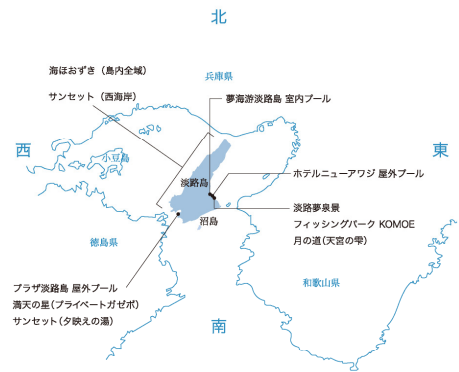 北
海ほおずき（島内全域）
兵庫県
サンセット（西海岸）
夢海游淡路島 室内プール
西
東
小豆島
ホテルニューアワジ 屋外プール
淡路島
淡路夢泉景
フィッシングパーク KOMOE
月の道（天宮の雫）
沼島
徳島県
和歌山県
プラザ淡路島 屋外プール
満天の星（プライベートガゼボ）
サンセット（夕映えの湯）
南